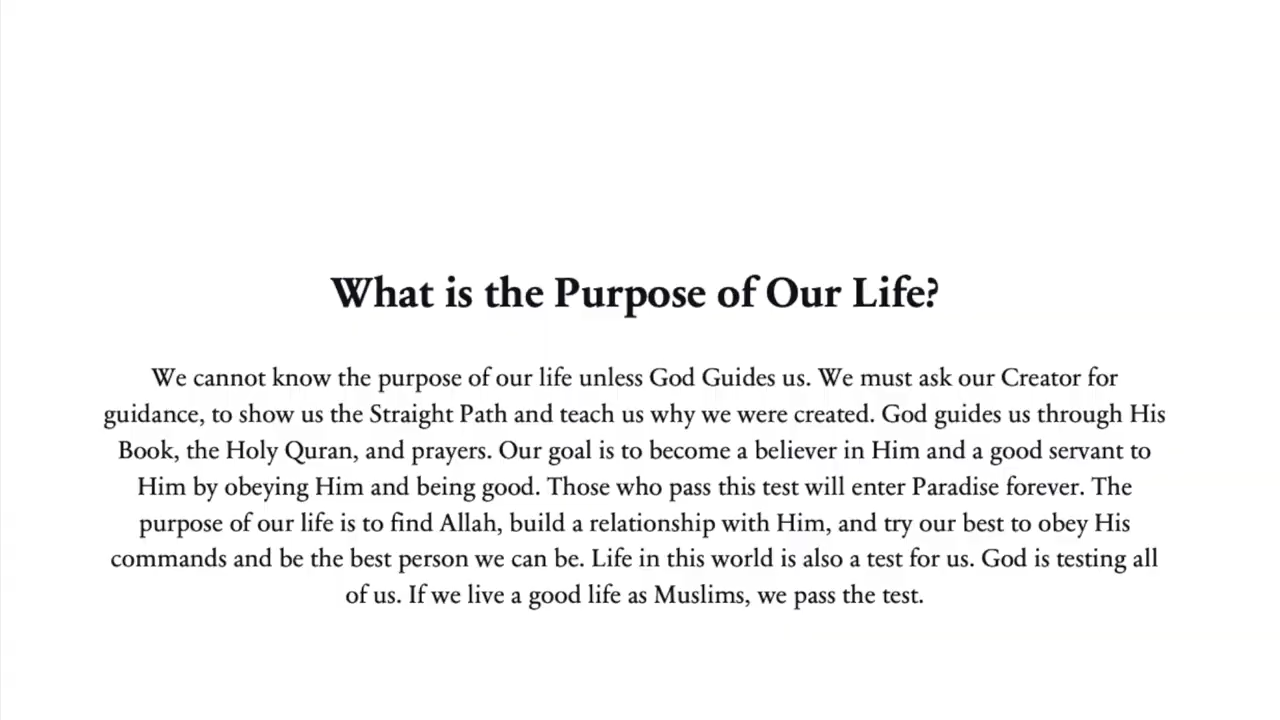 What is the Purpose of Our Life?
We cannot know the purpose of our life unless God Guides us. We must ask our Creator for
guidance, to show us the Straight Path and teach us why we were created. God guides us through His
Book, the Holy Quran, and prayers. Our goal is to become a believer in Him and a good servant to
Him by obeying Him and being good. Those who pass this test will enter Paradise forever. The
purpose of our life is to find Allah, build a relationship with Him, and try our best to obey His
commands and be the best person we can be. Life in this world is also a test for us. God is testing all
of us. If we live a good life as Muslims, we pass the test.